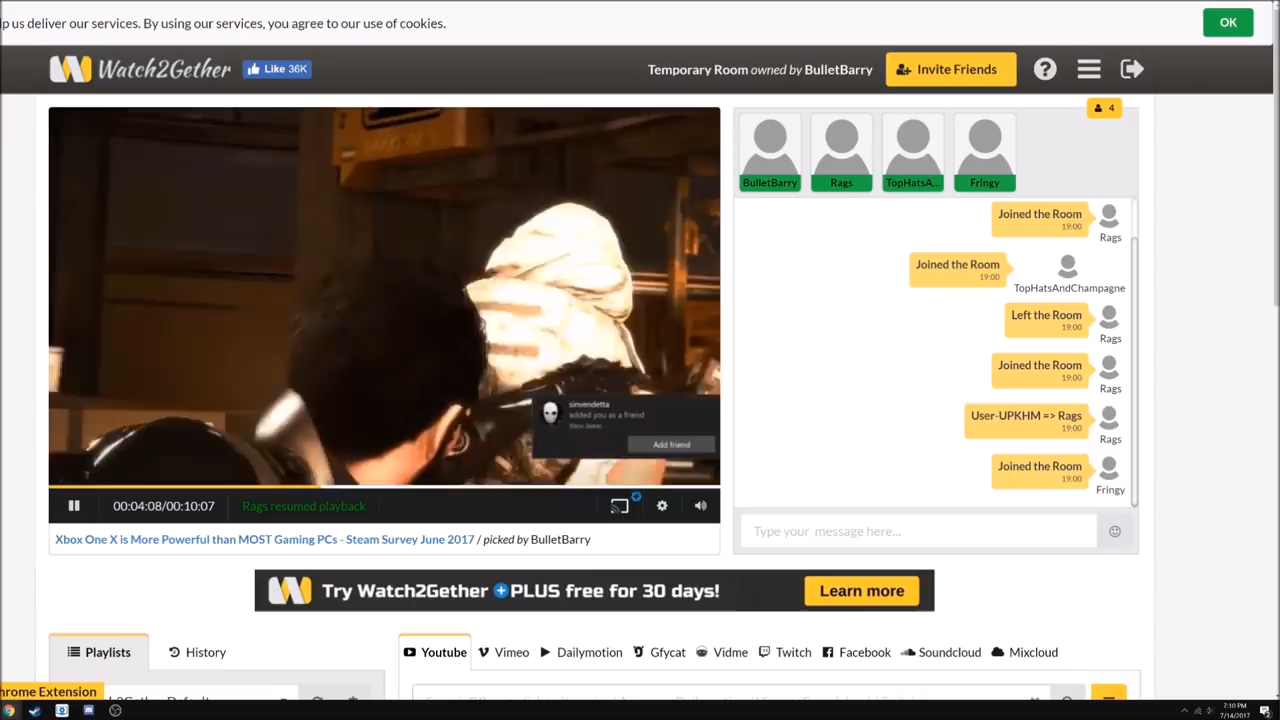 lp us deliver our services. By using our services, you agree to our use of cookies.
OK
Watch2Gether
Like 36K
Temporary Room owned by BulletBarry
Invite Friends
4
BulletBarry
Rags
TopHatsA...
Fringy
Joined the Room
19:00
Rags
Joined the Room
19:00
TopHatsAndChampagne
Left the Room
19:00
Rags
Joined the Room
19:00
Rags
User-UPKHM => Rags
19:00
Rags
Joined the Room
19:00
Fringy
sinvendetta
added you as a friend
Xbox (beta)
Add friend
00:04:08/00:10:07
Rags resumed playback
Type your message here...
Xbox One X is More Powerful than MOST Gaming PCs - Steam Survey June 2017 / picked by BulletBarry
Try Watch2Gether PLUS free for 30 days!
Learn more
Playlists
History
Youtube
Vimeo
Dailymotion
Gfycat
Vidme
Twitch
Facebook
Soundcloud
Mixcloud
hrome Extension
7:10 PM
7/14/2017